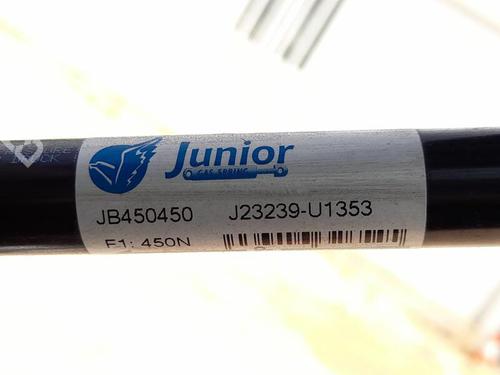 Junior
GAS SPRING
JB450450 J23239-U1353
F1: 450N